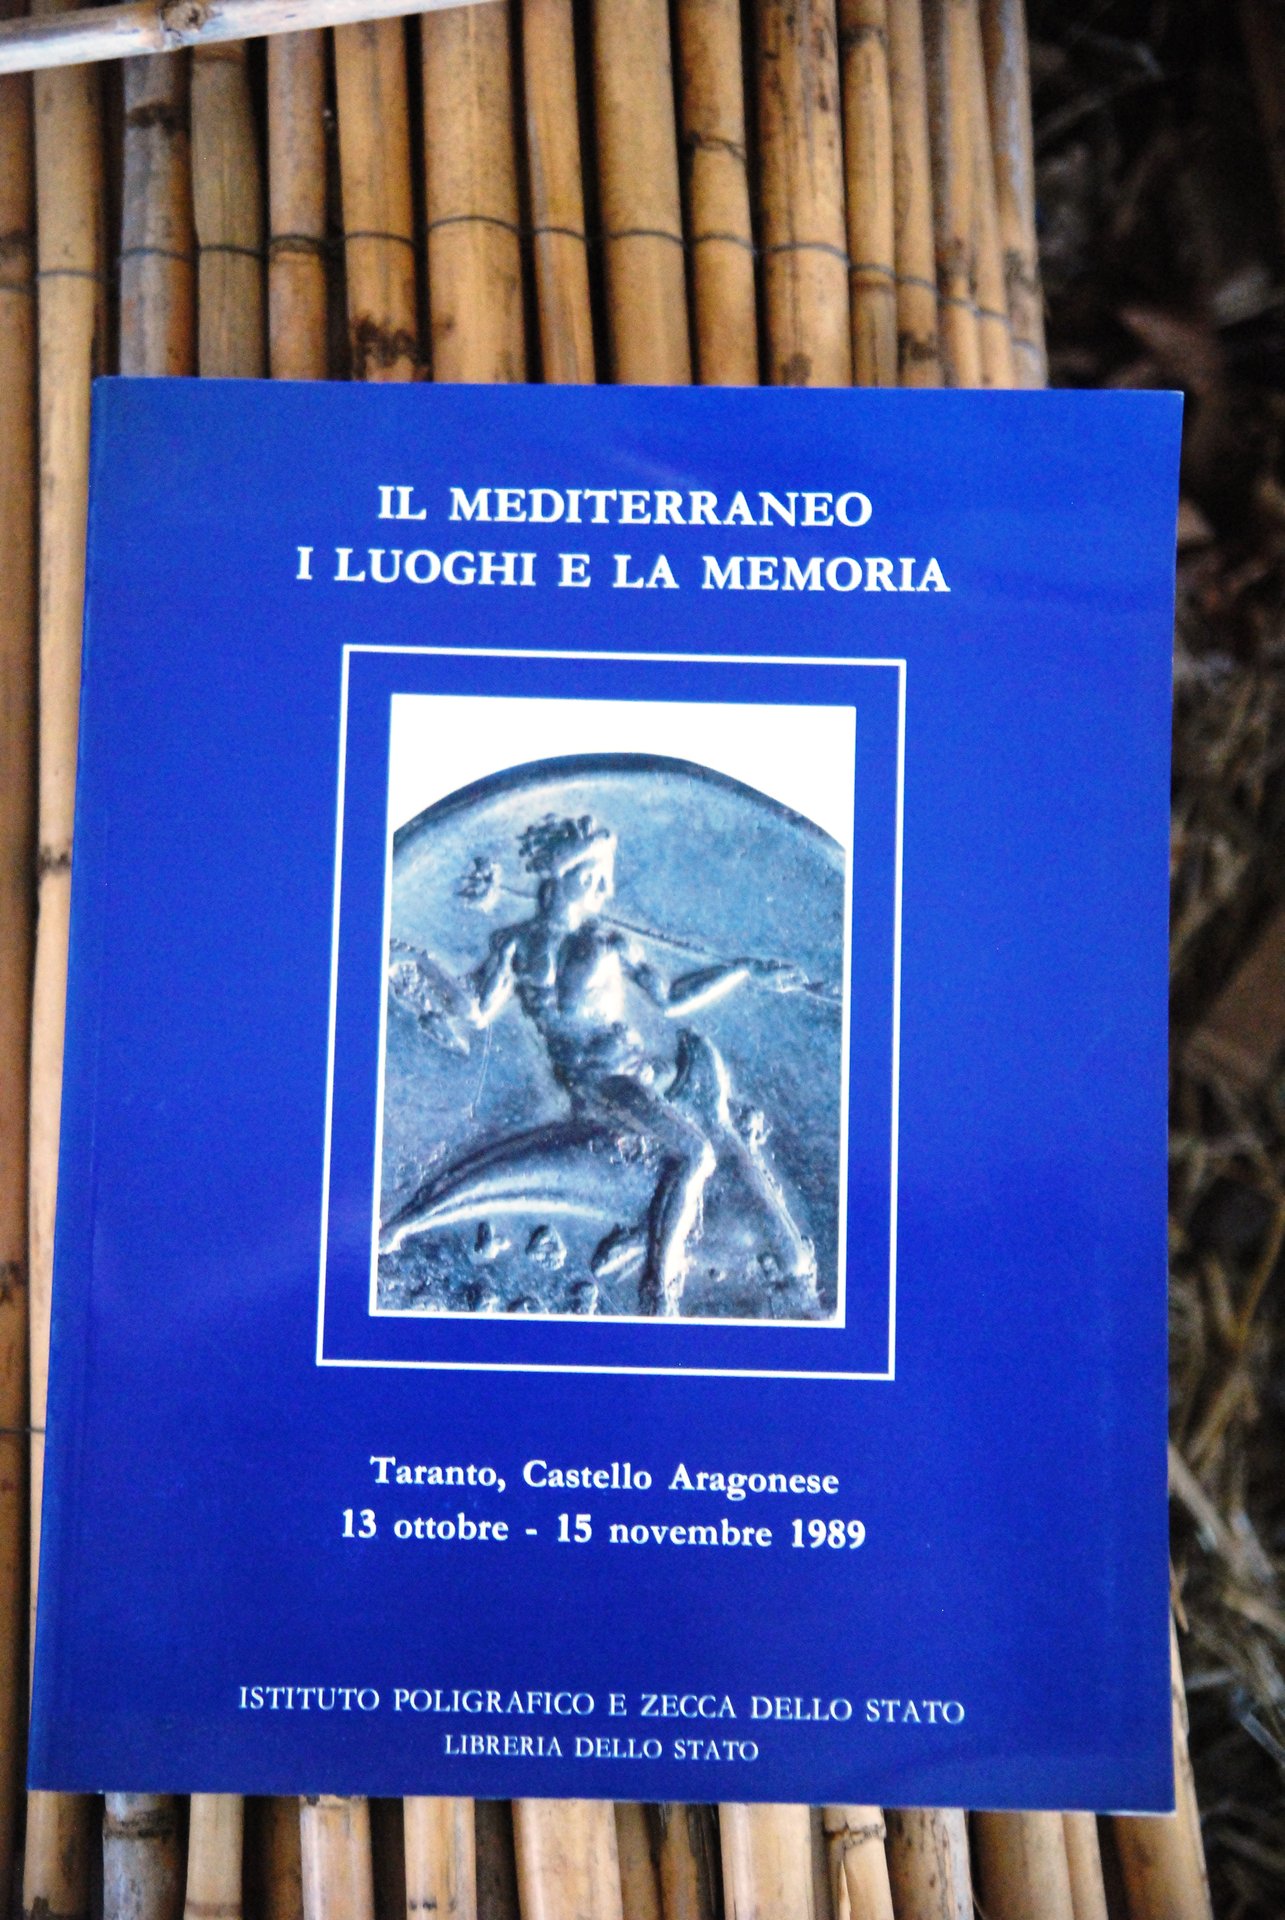 IL MEDITERRANEO
I LUOGHI E LA MEMORIA
Taranto, Castello Aragonese
13 ottobre - 15 novembre 1989
ISTITUTO POLIGRAFICO E ZECCA DELLO STATO
LIBRERIA DELLO STATO